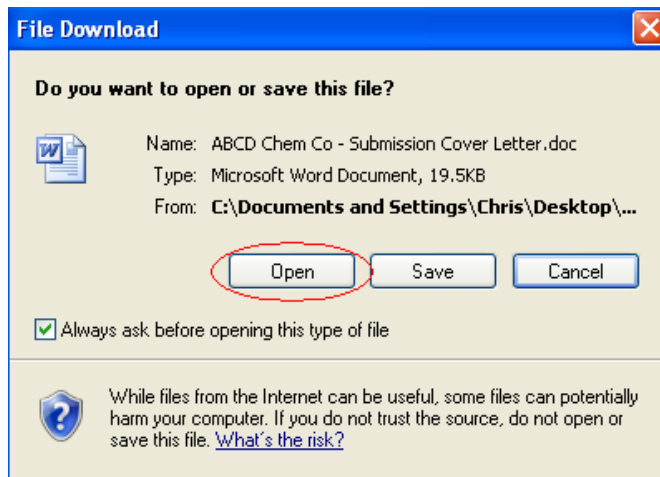 File Download
Do you want to open or save this file?
Name: ABCD Chem Co - Submission Cover Letter.doc
Type: Microsoft Word Document, 19.5KB
From: C:\Documents and Settings\Chris\Desktop\...
Open Save Cancel
Always ask before opening this type of file
While files from the Internet can be useful, some files can potentially
harm your computer. If you do not trust the source, do not open or
save this file. What's the risk?